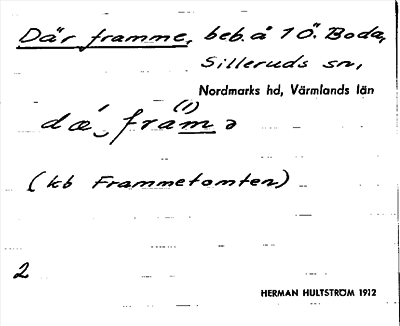 Där framme, beb. å 1 Ö. Boda,
Silleruds sn,
Nordmarks hd, Värmlands län
dæ´‿ fra(1)m ə
(kb Frammetomten)
2
HERMAN HULTSTRÖM 1912